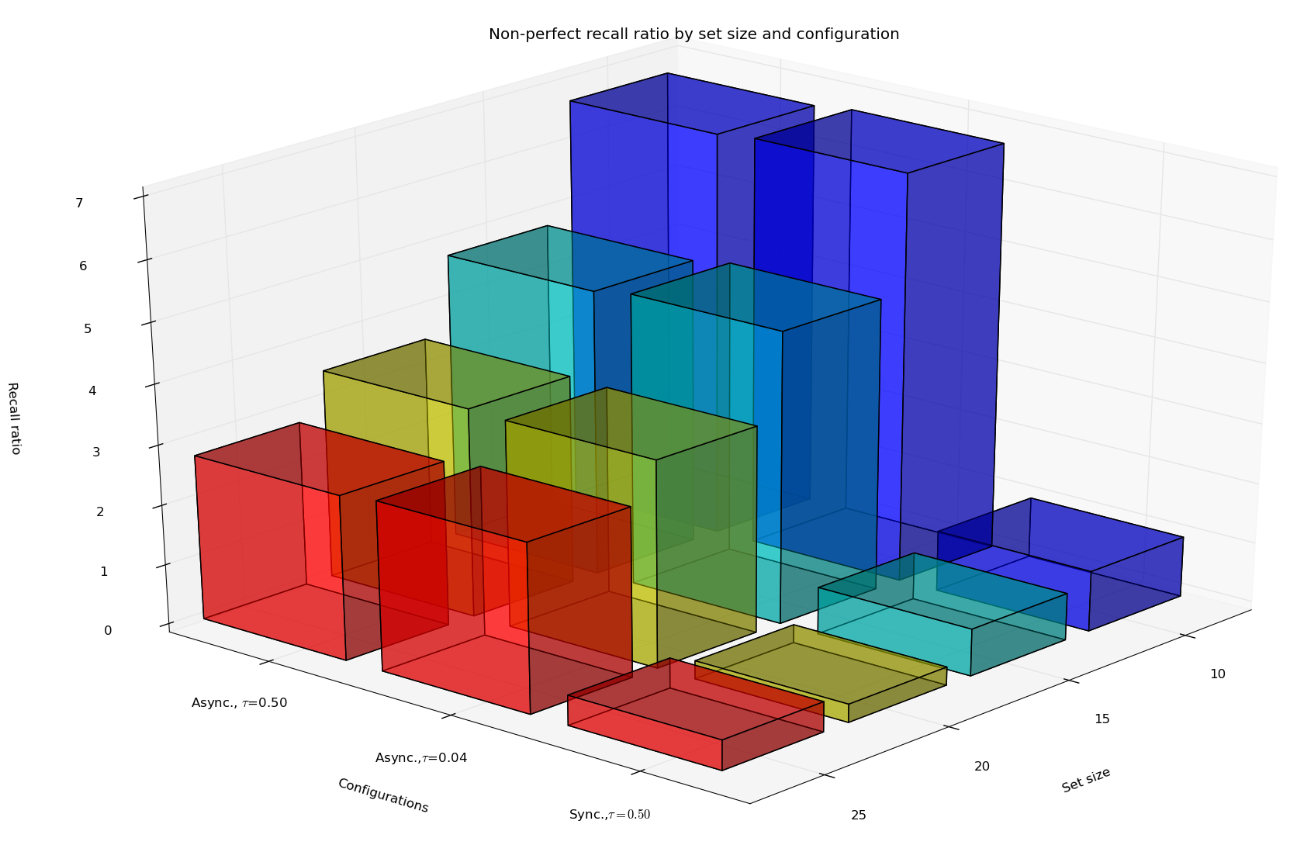 Non-perfect recall ratio by set size and configuration
7
6
5
4
3
2
1
0
Recall ratio
Async., τ=0.50
Async.,τ=0.04
Sync.,τ = 0.50
Configurations
10
15
20
25
Set size